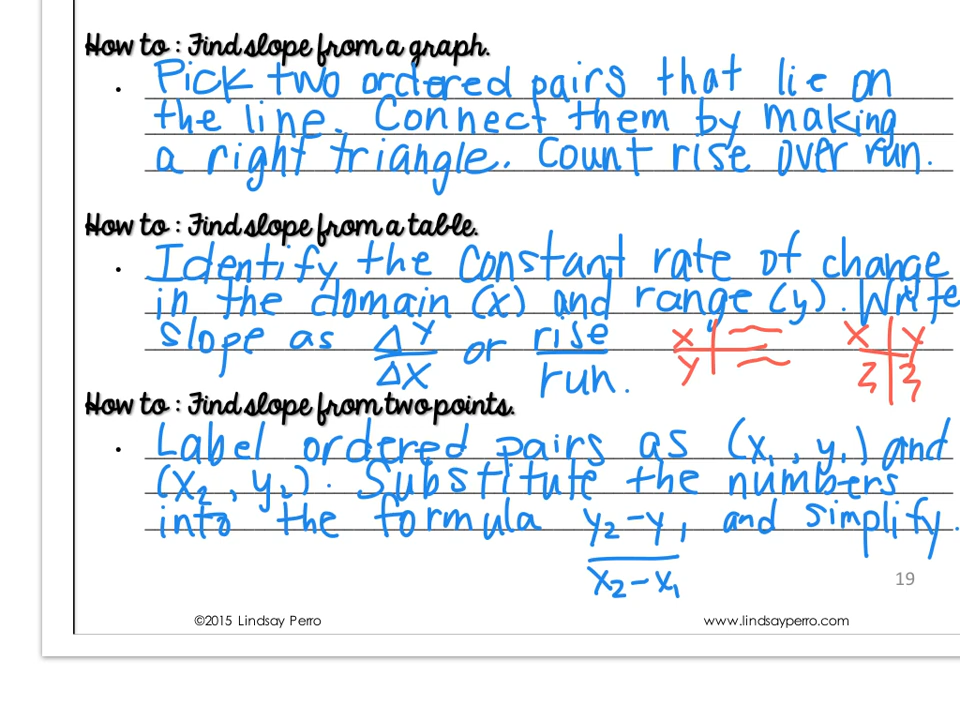 How to : Find slope from a graph.
• Pick two ordered pairs that lie on
the line. Connect them by making
a right triangle. Count rise over run.
How to : Find slope from a table.
• Identify the constant rate of change
in the domain (x) and range (y). Write
slope as ΔY/ΔX or rise/run. x y x y
How to : Find slope from two points.
• Label ordered pairs as (x₁, y₁) and
(x₂, y₂). Substitute the numbers
into the formula y₂-y₁/x₂-x₁ and simplify.
19
©2015 Lindsay Perro www.lindsayperro.com